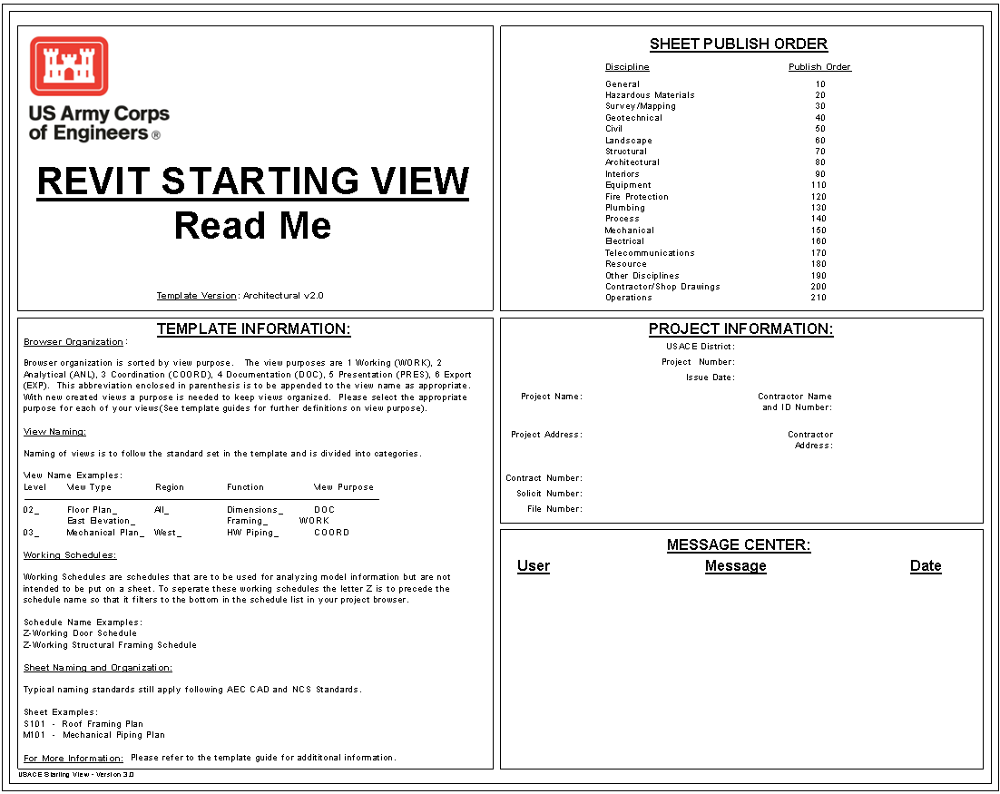 US Army Corps
of Engineers ®
REVIT STARTING VIEW
Read Me
Template Version: Architectural v2.0
SHEET PUBLISH ORDER
Discipline Publish Order
General 10
Hazardous Materials 20
Survey/Mapping 30
Geotechnical 40
Civil 50
Landscape 60
Structural 70
Architectural 80
Interiors 90
Equipment 110
Fire Protection 120
Plumbing 130
Process 140
Mechanical 150
Electrical 160
Telecommunications 170
Resource 180
Other Disciplines 190
Contractor/Shop Drawings 200
Operations 210
TEMPLATE INFORMATION:
Browser Organization :
Browser organization is sorted by view purpose. The view purposes are 1 Working (WORK), 2
Analytical (ANL), 3 Coordination (COORD), 4 Documentation (DOC), 5 Presentation (PRES), 6 Export
(EXP). This abbreviation enclosed in parenthesis is to be appended to the view name as appropriate.
With new created views a purpose is needed to keep views organized. Please select the appropriate
purpose for each of your views(See template guides for further definitions on view purpose).
View Naming:
Naming of views is to follow the standard set in the template and is divided into categories.
View Name Examples:
Level View Type Region Function View Purpose
02_ Floor Plan_ All_ Dimensions_ DOC
East Elevation_ Framing_ WORK
03_ Mechanical Plan_ West_ HW Piping_ COORD
Working Schedules:
Working Schedules are schedules that are to be used for analyzing model information but are not
intended to be put on a sheet. To seperate these working schedules the letter Z is to precede the
schedule name so that it filters to the bottom in the schedule list in your project browser.
Schedule Name Examples:
Z-Working Door Schedule
Z-Working Structural Framing Schedule
Sheet Naming and Organization:
Typical naming standards still apply following AEC CAD and NCS Standards.
Sheet Examples:
S101 - Roof Framing Plan
M101 - Mechanical Piping Plan
For More Information: Please refer to the template guide for addititonal information.
PROJECT INFORMATION:
USACE District:
Project Number:
Issue Date:
Project Name: Contractor Name
and ID Number:
Project Address: Contractor
Address:
Contract Number:
Solicit Number:
File Number:
MESSAGE CENTER:
User Message Date
USACE Starting View - Version 3.0